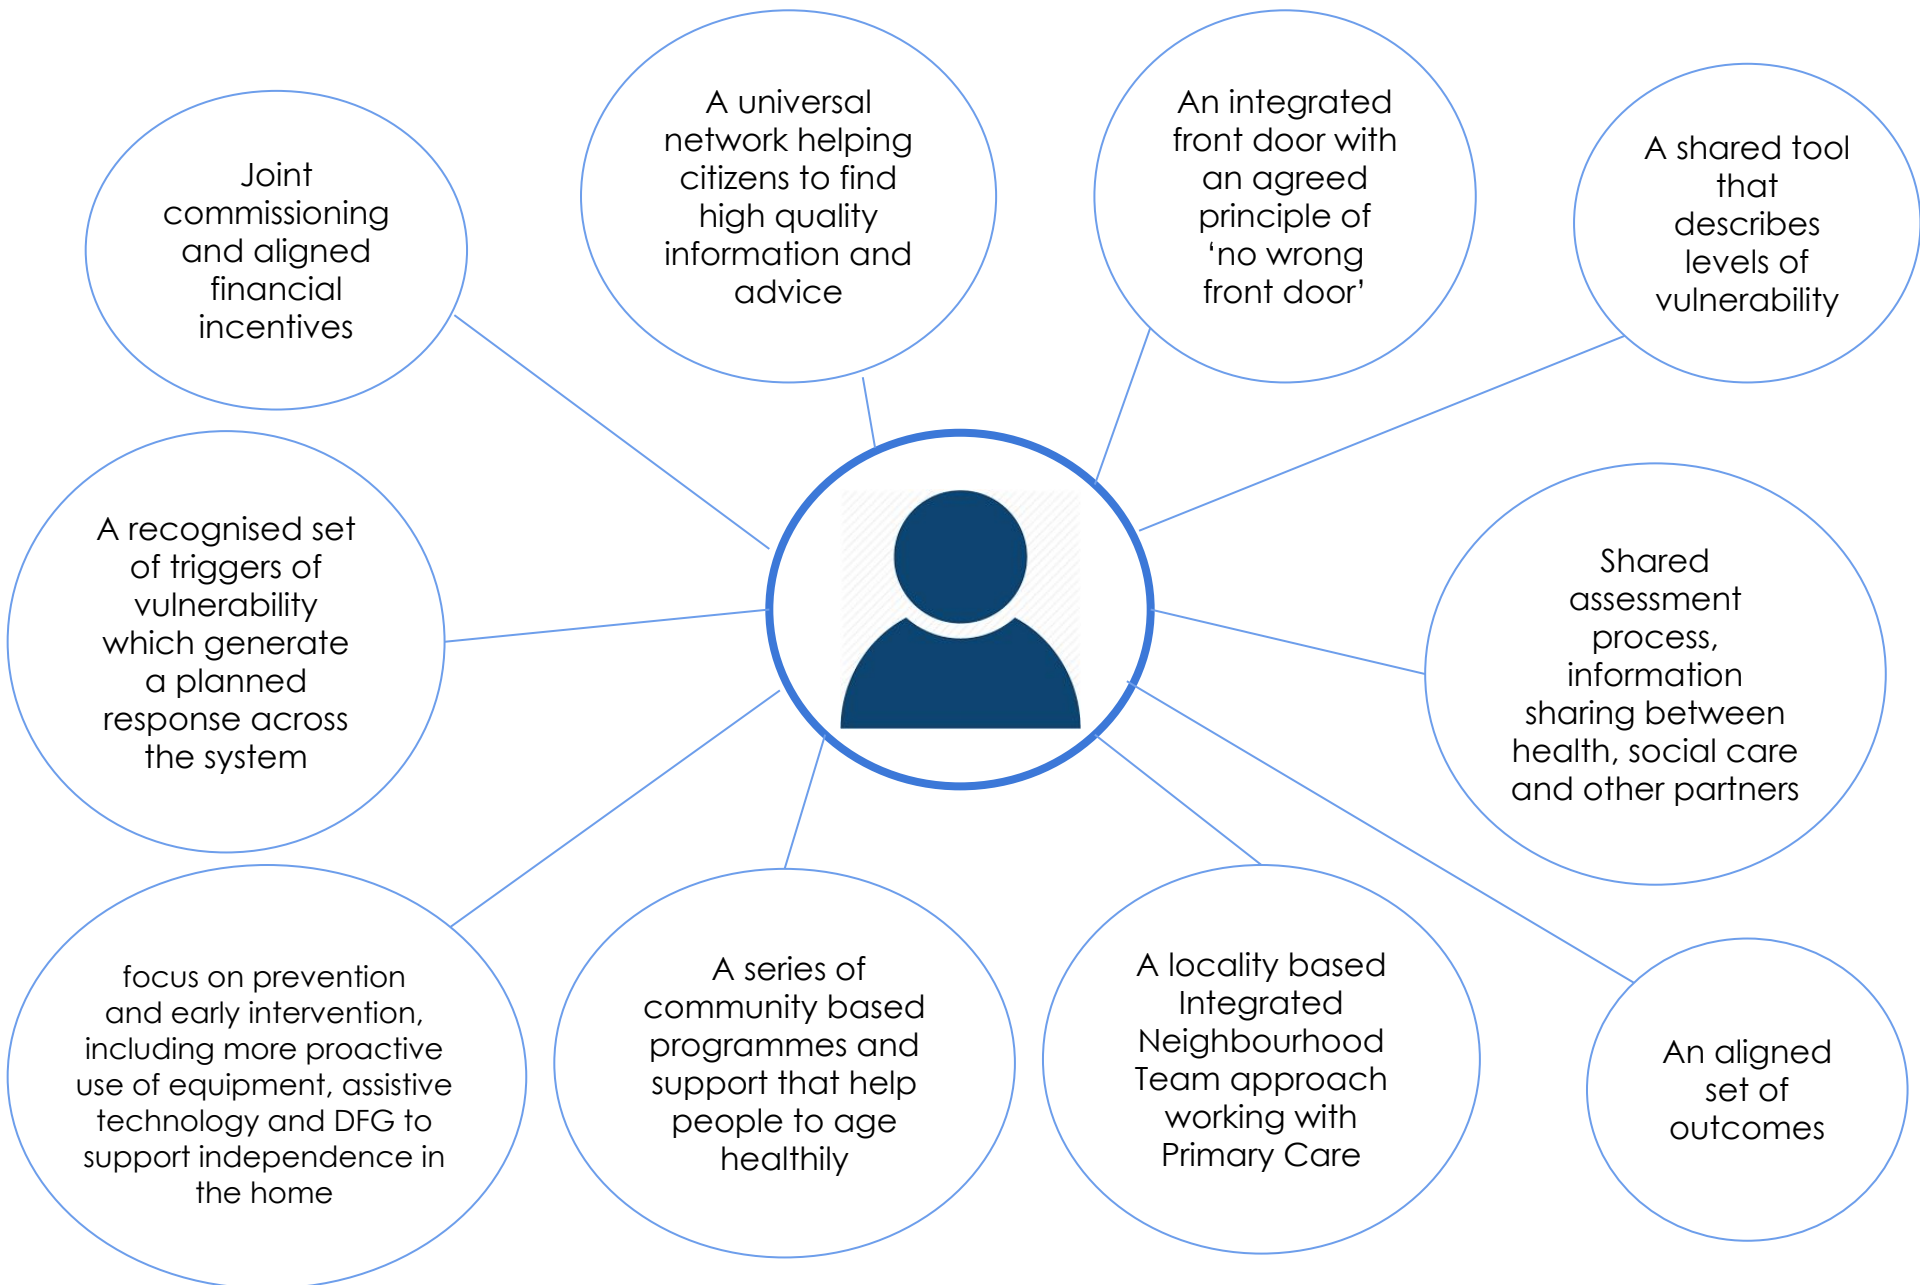 Joint
commissioning
and aligned
financial
incentives
A universal
network helping
citizens to find
high quality
information and
advice
An integrated
front door with
an agreed
principle of
‘no wrong
front door’
A shared tool
that
describes
levels of
vulnerability
A recognised set
of triggers of
vulnerability
which generate
a planned
response across
the system
Shared
assessment
process,
information
sharing between
health, social care
and other partners
focus on prevention
and early intervention,
including more proactive
use of equipment, assistive
technology and DFG to
support independence in
the home
A series of
community based
programmes and
support that help
people to age
healthily
A locality based
Integrated
Neighbourhood
Team approach
working with
Primary Care
An aligned
set of
outcomes